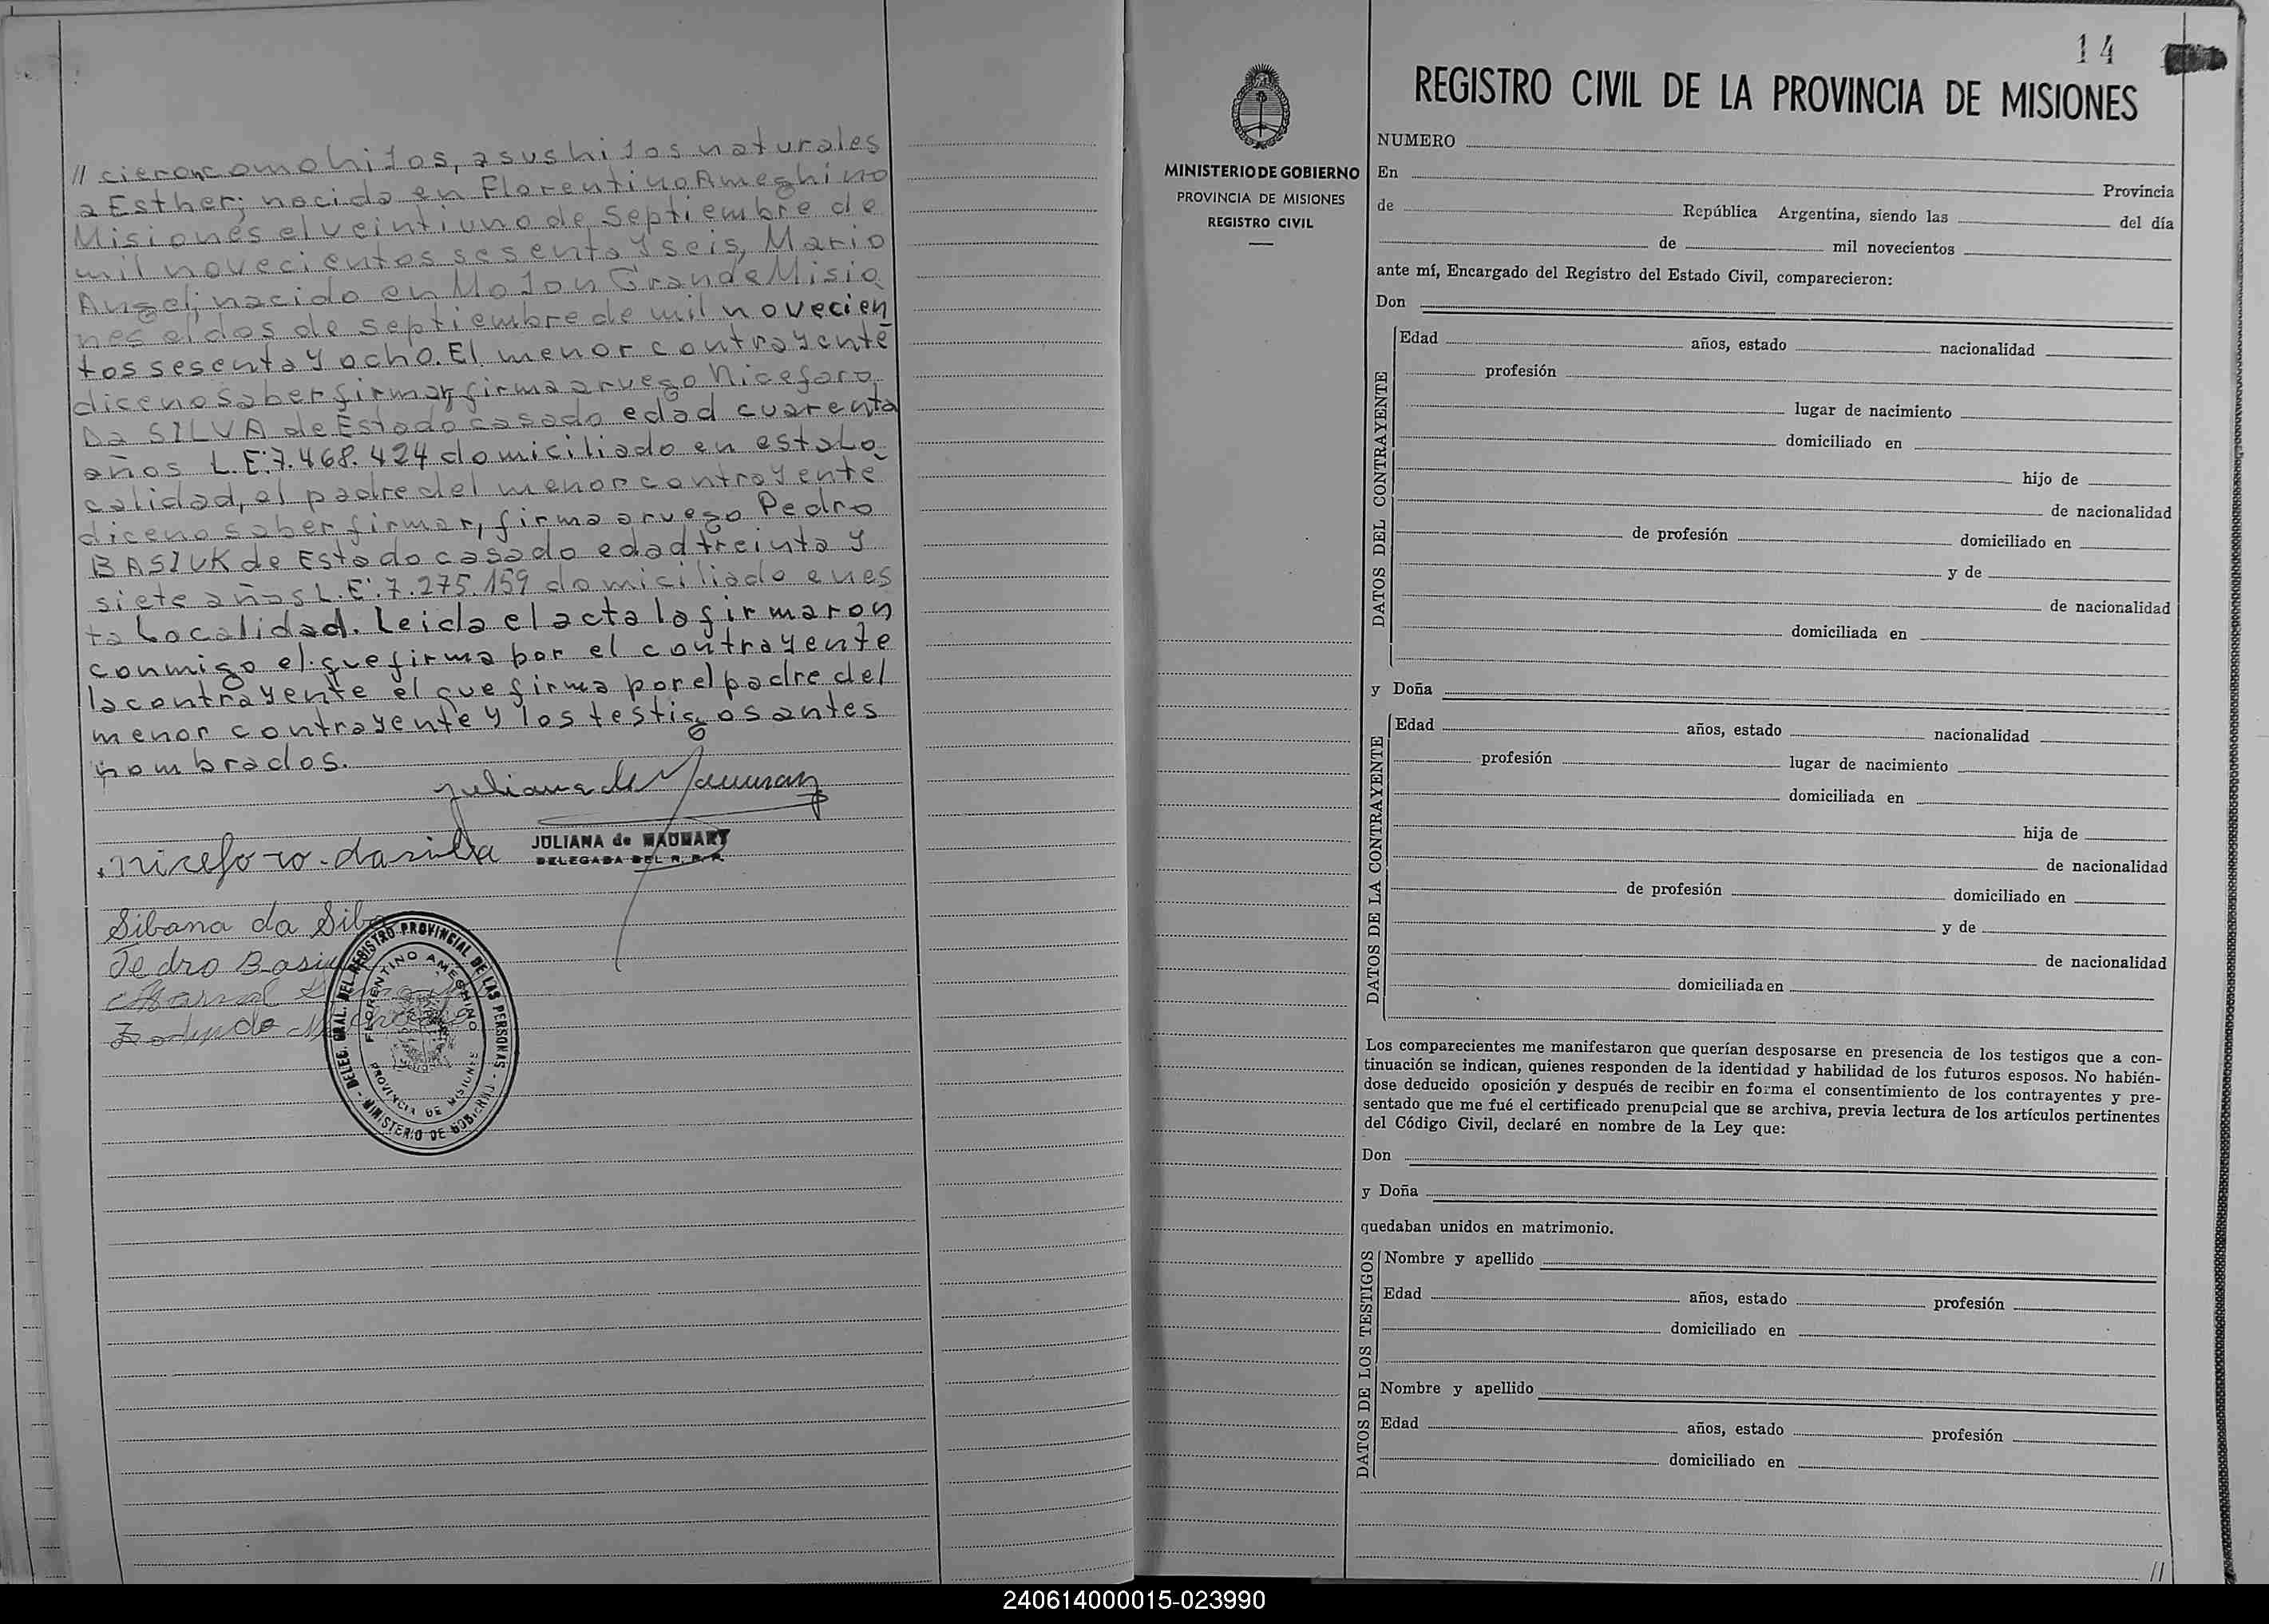 // cieron como hijos, a sus hijos naturales
a Esther; nacida en Florentino Ameghino
Misiones el veintiuno de septiembre de
mil novecientos sesenta y seis, Mario
Angel; nacido en Mojon Grande Misio
nes el dos de septiembre de mil novecien
tos sesenta y ocho. El menor contrayente
dice no saber firmar, firma a ruego Niceforo
Da SILVA de Estado casado edad cuarenta
años L.E: 7.468.424 domiciliado en esta Lo
calidad, el padre del menor contrayente
dice no saber firmar, firma a ruego Pedro
BASIUK de Estado casado edad treinta y
siete años L.E: 7.275.159 domiciliado en es
ta Localidad. Leida el acta la firmaron
conmigo el que firma por el contrayente
la contrayente el que firma por el padre del
menor contrayente y los testigos antes
nombrados.
Juliana de
JULIANA de MAUMARY
DELEGADA DEL R. P. P.
niceforo da silva
Sibana da Silva
Pedro Basiuk
DELEG. GRAL. DEL REGISTRO PROVINCIAL DE LAS PERSONAS - MINISTERIO DE GOBIERNO -
FLORENTINO AMEGHINO
PROVINCIA DE MISIONES
14
REGISTRO CIVIL DE LA PROVINCIA DE MISIONES
MINISTERIO DE GOBIERNO
PROVINCIA DE MISIONES
REGISTRO CIVIL
NUMERO
En Provincia
de República Argentina, siendo las del día
de mil novecientos
ante mí, Encargado del Registro del Estado Civil, comparecieron:
Don
DATOS DEL CONTRAYENTE
Edad años, estado nacionalidad
profesión
lugar de nacimiento
domiciliado en
hijo de
de nacionalidad
de profesión domiciliado en
y de
de nacionalidad
domiciliada en
y Doña
DATOS DE LA CONTRAYENTE
Edad años, estado nacionalidad
profesión lugar de nacimiento
domiciliada en
hija de
de nacionalidad
de profesión domiciliado en
y de
de nacionalidad
domiciliada en
Los comparecientes me manifestaron que querían desposarse en presencia de los testigos que a con-
tinuación se indican, quienes responden de la identidad y habilidad de los futuros esposos. No habién-
dose deducido oposición y después de recibir en forma el consentimiento de los contrayentes y pre-
sentado que me fué el certificado prenupcial que se archiva, previa lectura de los artículos pertinentes
del Código Civil, declaré en nombre de la Ley que:
Don
y Doña
quedaban unidos en matrimonio.
DATOS DE LOS TESTIGOS
Nombre y apellido
Edad años, estado profesión
domiciliado en
Nombre y apellido
Edad años, estado profesión
domiciliado en
//
240614000015-023990